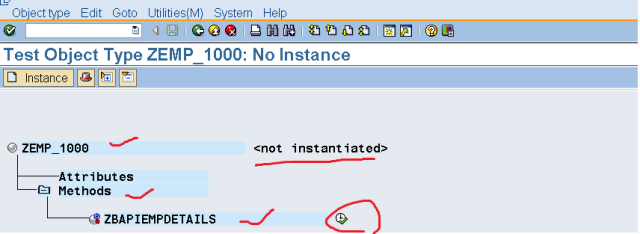 Object type Edit Goto Utilities(M) System Help
Test Object Type ZEMP_1000: No Instance
Instance
ZEMP_1000 <not instantiated>
Attributes
Methods
ZBAPIEMPDETAILS